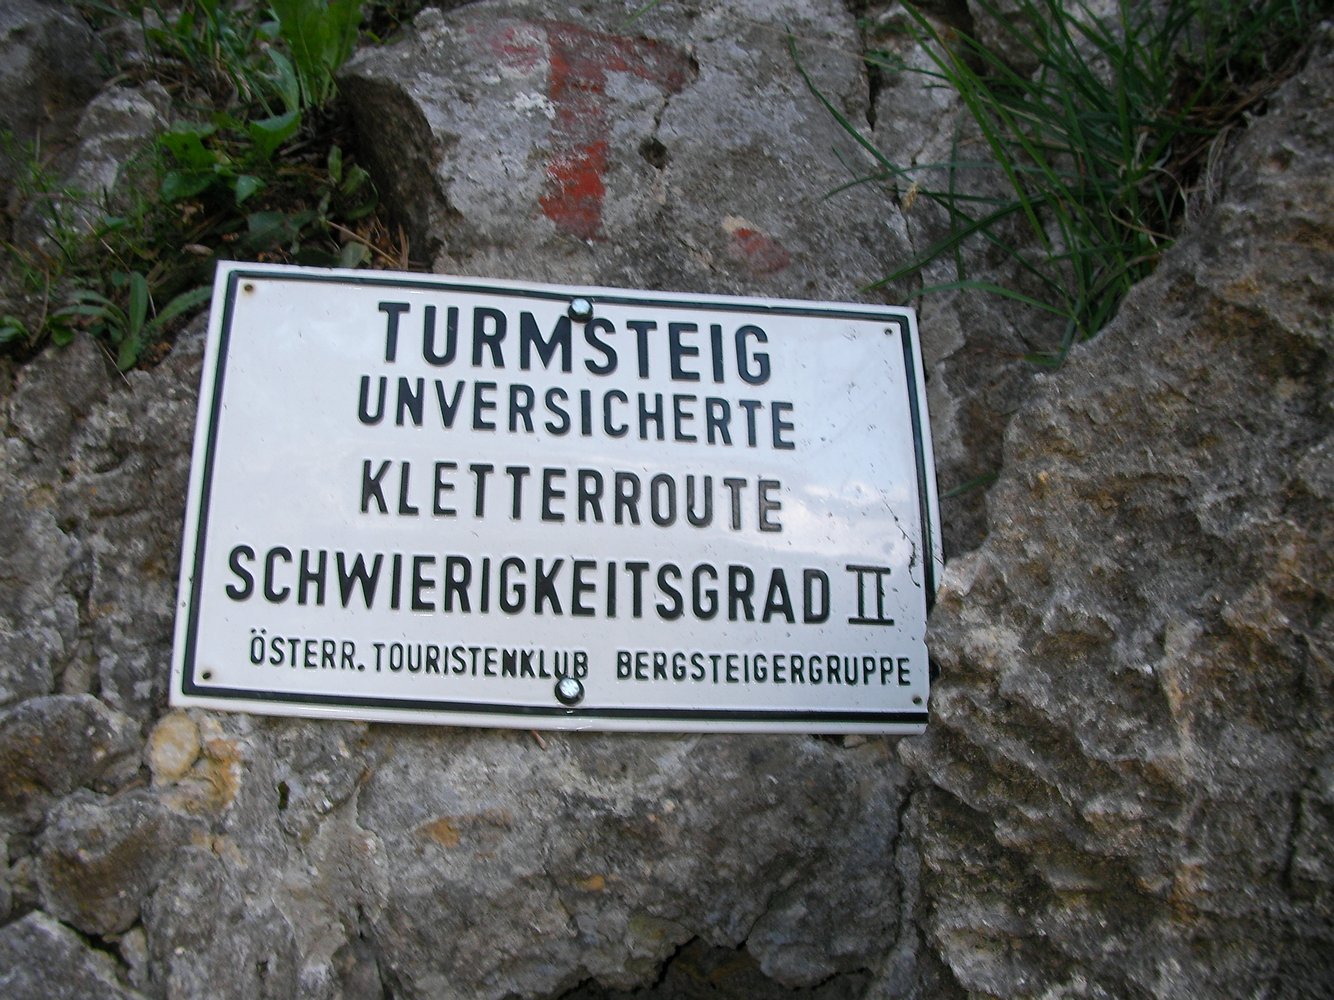 T
TURMSTEIG
UNVERSICHERTE
KLETTERROUTE
SCHWIERIGKEITSGRAD II
ÖSTERR. TOURISTENKLUB BERGSTEIGERGRUPPE